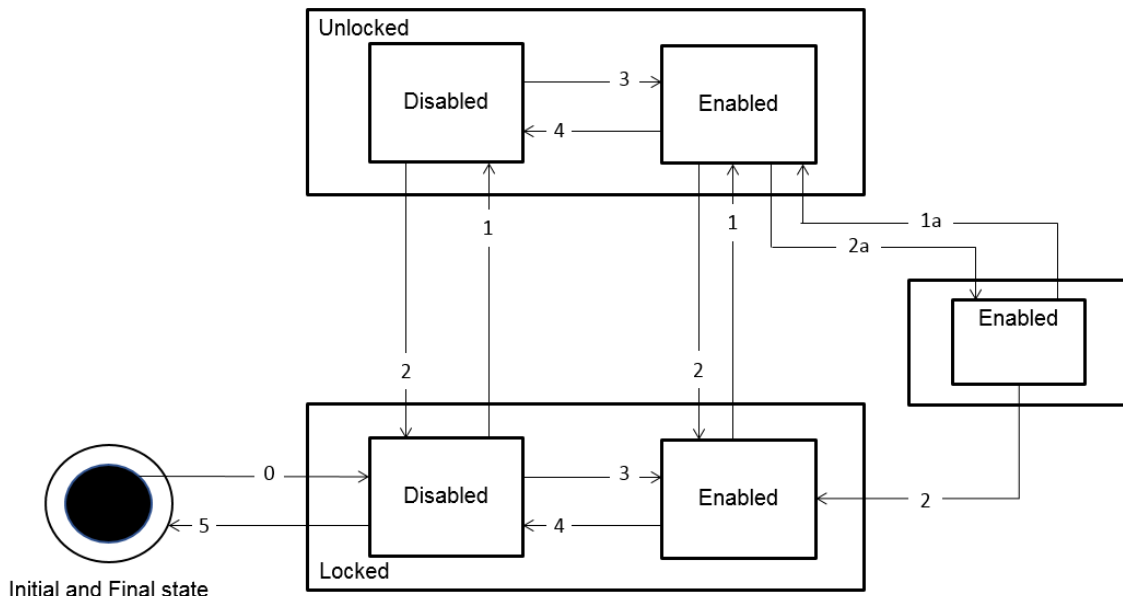 Unlocked
Disabled
3
Enabled
4
1
1
1a
2a
Enabled
2
2
0
Disabled
3
Enabled
2
5
4
Locked
Initial and Final state